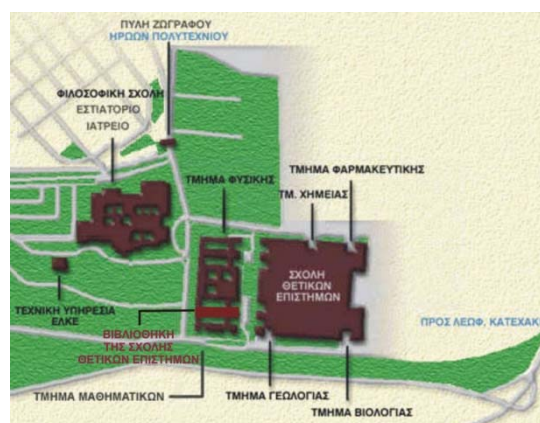 ΠΥΛΗ ΖΩΓΡΑΦΟΥ
ΗΡΩΩΝ ΠΟΛΥΤΕΧΝΙΟΥ
ΦΙΛΟΣΟΦΙΚΗ ΣΧΟΛΗ
ΕΣΤΙΑΤΟΡΙΟ
ΙΑΤΡΕΙΟ
ΤΜΗΜΑ ΦΥΣΙΚΗΣ
ΤΜΗΜΑ ΦΑΡΜΑΚΕΥΤΙΚΗΣ
ΤΜ. ΧΗΜΕΙΑΣ
ΣΧΟΛΗ
ΘΕΤΙΚΩΝ
ΕΠΙΣΤΗΜΩΝ
ΤΕΧΝΙΚΗ ΥΠΗΡΕΣΙΑ
ΕΛΚΕ
ΒΙΒΛΙΟΘΗΚΗ
ΤΗΣ ΣΧΟΛΗΣ
ΘΕΤΙΚΩΝ ΕΠΙΣΤΗΜΩΝ
ΠΡΟΣ ΛΕΩΦ. ΚΑΤΕΧΑΚΗ
ΤΜΗΜΑ ΜΑΘΗΜΑΤΙΚΩΝ
ΤΜΗΜΑ ΓΕΩΛΟΓΙΑΣ
ΤΜΗΜΑ ΒΙΟΛΟΓΙΑΣ